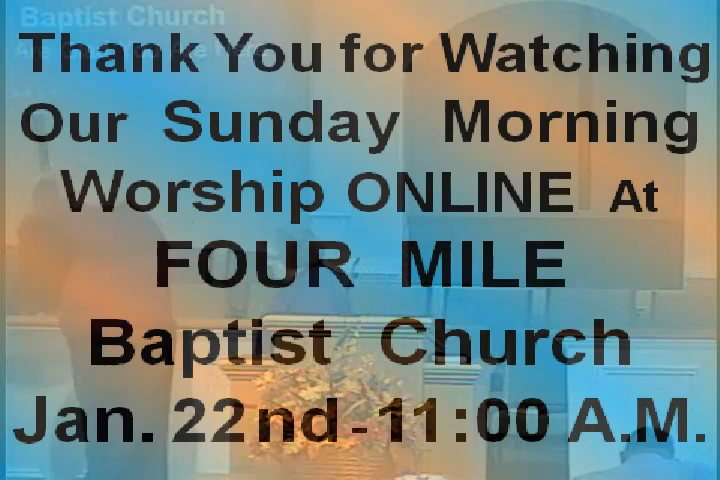 Baptist Church
Thank You for Watching
Our Sunday Morning
Worship ONLINE At
FOUR MILE
Baptist Church
Jan. 22nd - 11:00 A.M.